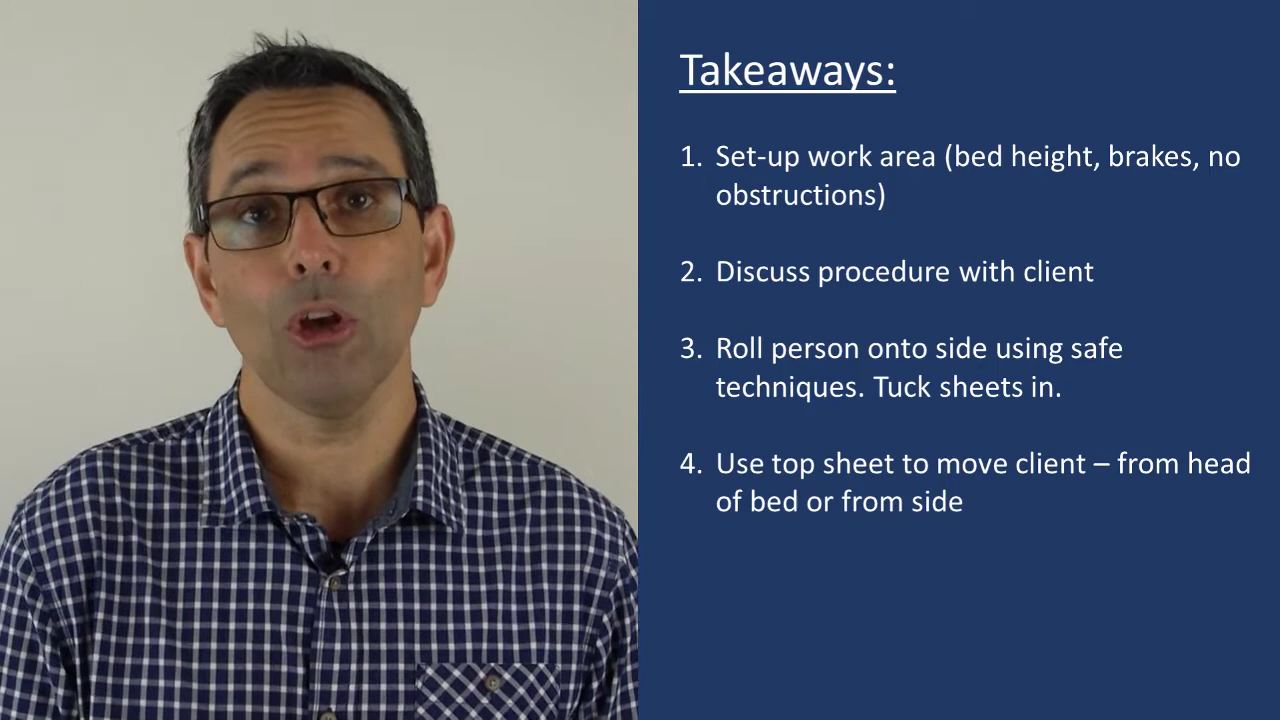 Takeaways:
1. Set-up work area (bed height, brakes, no
obstructions)
2. Discuss procedure with client
3. Roll person onto side using safe
techniques. Tuck sheets in.
4. Use top sheet to move client – from head
of bed or from side